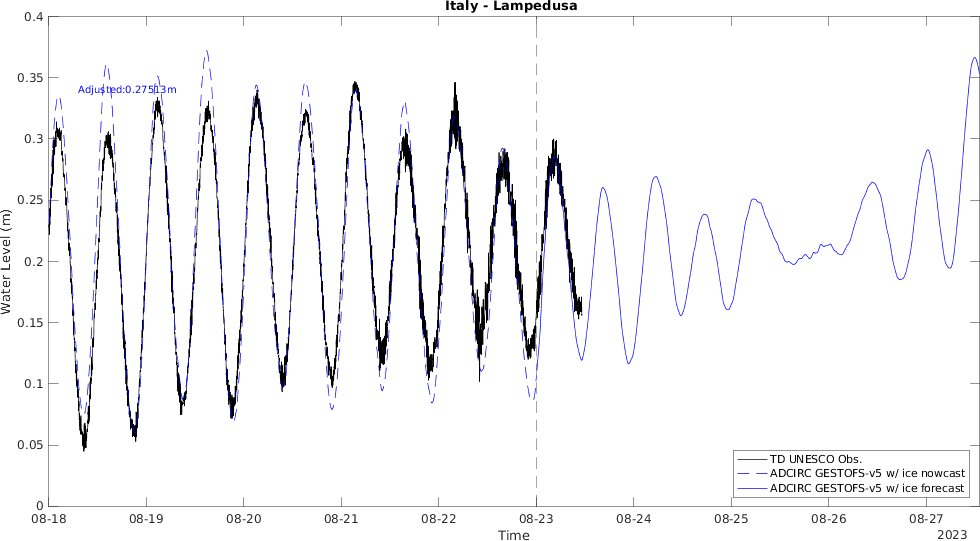 Italy - Lampedusa
0.4
0.35
Adjusted:0.27513m
0.3
0.25
0.2
0.15
0.1
0.05
0
Water Level (m)
TD UNESCO Obs.
ADCIRC GESTOFS-v5 w/ ice nowcast
ADCIRC GESTOFS-v5 w/ ice forecast
08-18 08-19 08-20 08-21 08-22 08-23 08-24 08-25 08-26 08-27
Time
2023